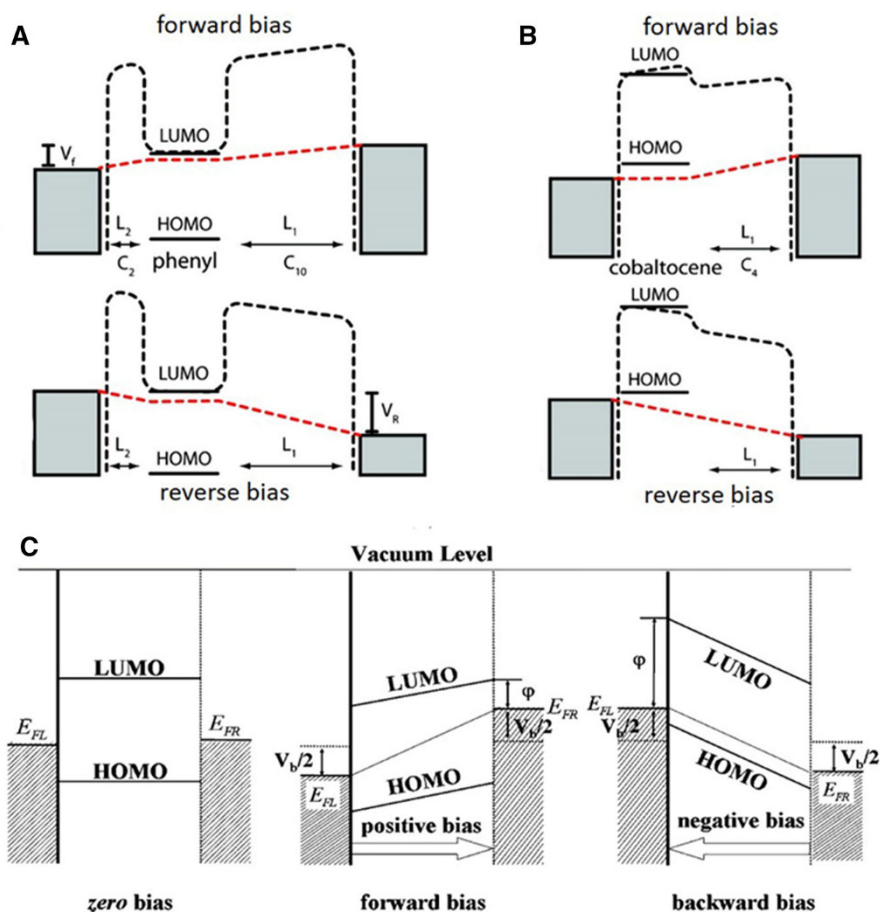 A
forward bias
LUMO
V_f
L_2
HOMO
L_1
C_2
phenyl
C_10
LUMO
V_R
L_2
HOMO
L_1
reverse bias
B
forward bias
LUMO
HOMO
L_1
cobaltocene
C_4
LUMO
HOMO
L_1
reverse bias
C
Vacuum Level
LUMO
E_FL
E_FR
HOMO
zero bias
LUMO
φ
E_FR
V_b/2
V_b/2
E_FL
HOMO
positive bias
forward bias
φ
LUMO
E_FL
V_b/2
V_b/2
HOMO
E_FR
negative bias
backward bias